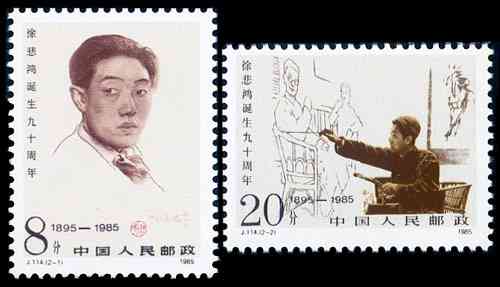 徐悲鸿诞生九十周年
8分
1895—1985
中国人民邮政
J.114.(2-1)
1985
徐悲鸿诞生九十周年
20分
1895—1985
中国人民邮政
J.114.(2-2)
1985